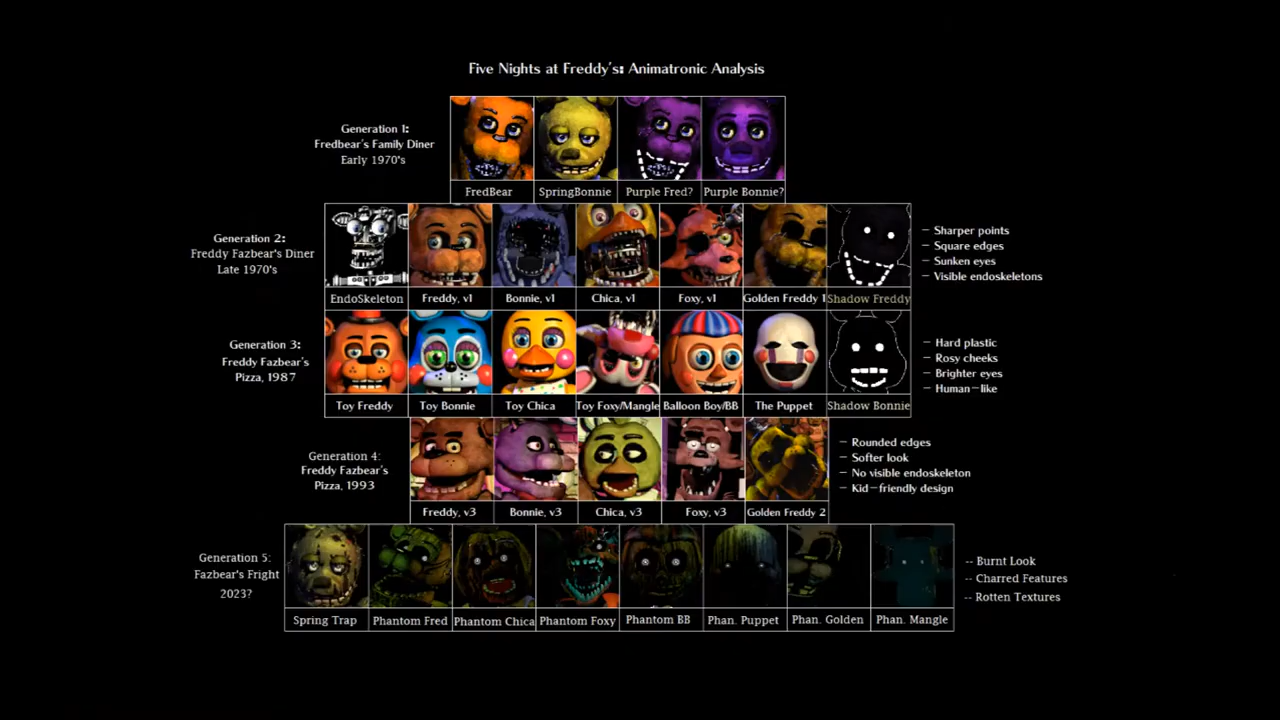 Five Nights at Freddy's: Animatronic Analysis
Generation 1:
Fredbear's Family Diner
Early 1970's
FredBear
SpringBonnie
Purple Fred?
Purple Bonnie?
Generation 2:
Freddy Fazbear's Diner
Late 1970's
EndoSkeleton
Freddy, v1
Bonnie, v1
Chica, v1
Foxy, v1
Golden Freddy 1
Shadow Freddy
– Sharper points
– Square edges
– Sunken eyes
– Visible endoskeletons
Generation 3:
Freddy Fazbear's
Pizza, 1987
Toy Freddy
Toy Bonnie
Toy Chica
Toy Foxy/Mangle
Balloon Boy/BB
The Puppet
Shadow Bonnie
– Hard plastic
– Rosy cheeks
– Brighter eyes
– Human–like
Generation 4:
Freddy Fazbear's
Pizza, 1993
Freddy, v3
Bonnie, v3
Chica, v3
Foxy, v3
Golden Freddy 2
– Rounded edges
– Softer look
– No visible endoskeleton
– Kid–friendly design
Generation 5:
Fazbear's Fright
2023?
Spring Trap
Phantom Fred
Phantom Chica
Phantom Foxy
Phantom BB
Phan. Puppet
Phan. Golden
Phan. Mangle
-- Burnt Look
-- Charred Features
-- Rotten Textures